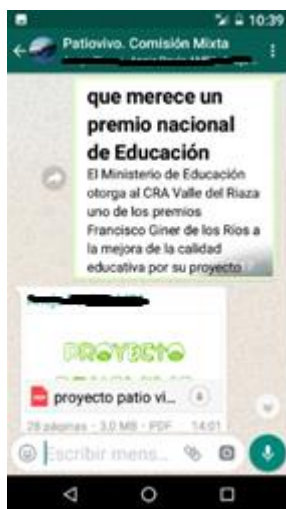 10:39
Patiovivo. Comisión Mixta
que merece un
premio nacional
de Educación
El Ministerio de Educación
otorga al CRA Valle del Riaza
uno de los premios
Francisco Giner de los Ríos a
la mejora de la calidad
educativa por su proyecto
PROYECTO
proyecto patio vi...
28 páginas - 3,0 MB - PDF 14:01
Escribir mens...